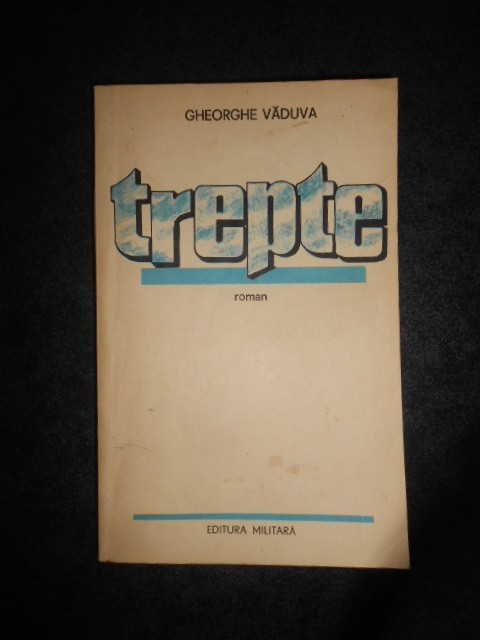 GHEORGHE VĂDUVA
trepte
roman
EDITURA MILITARĂ